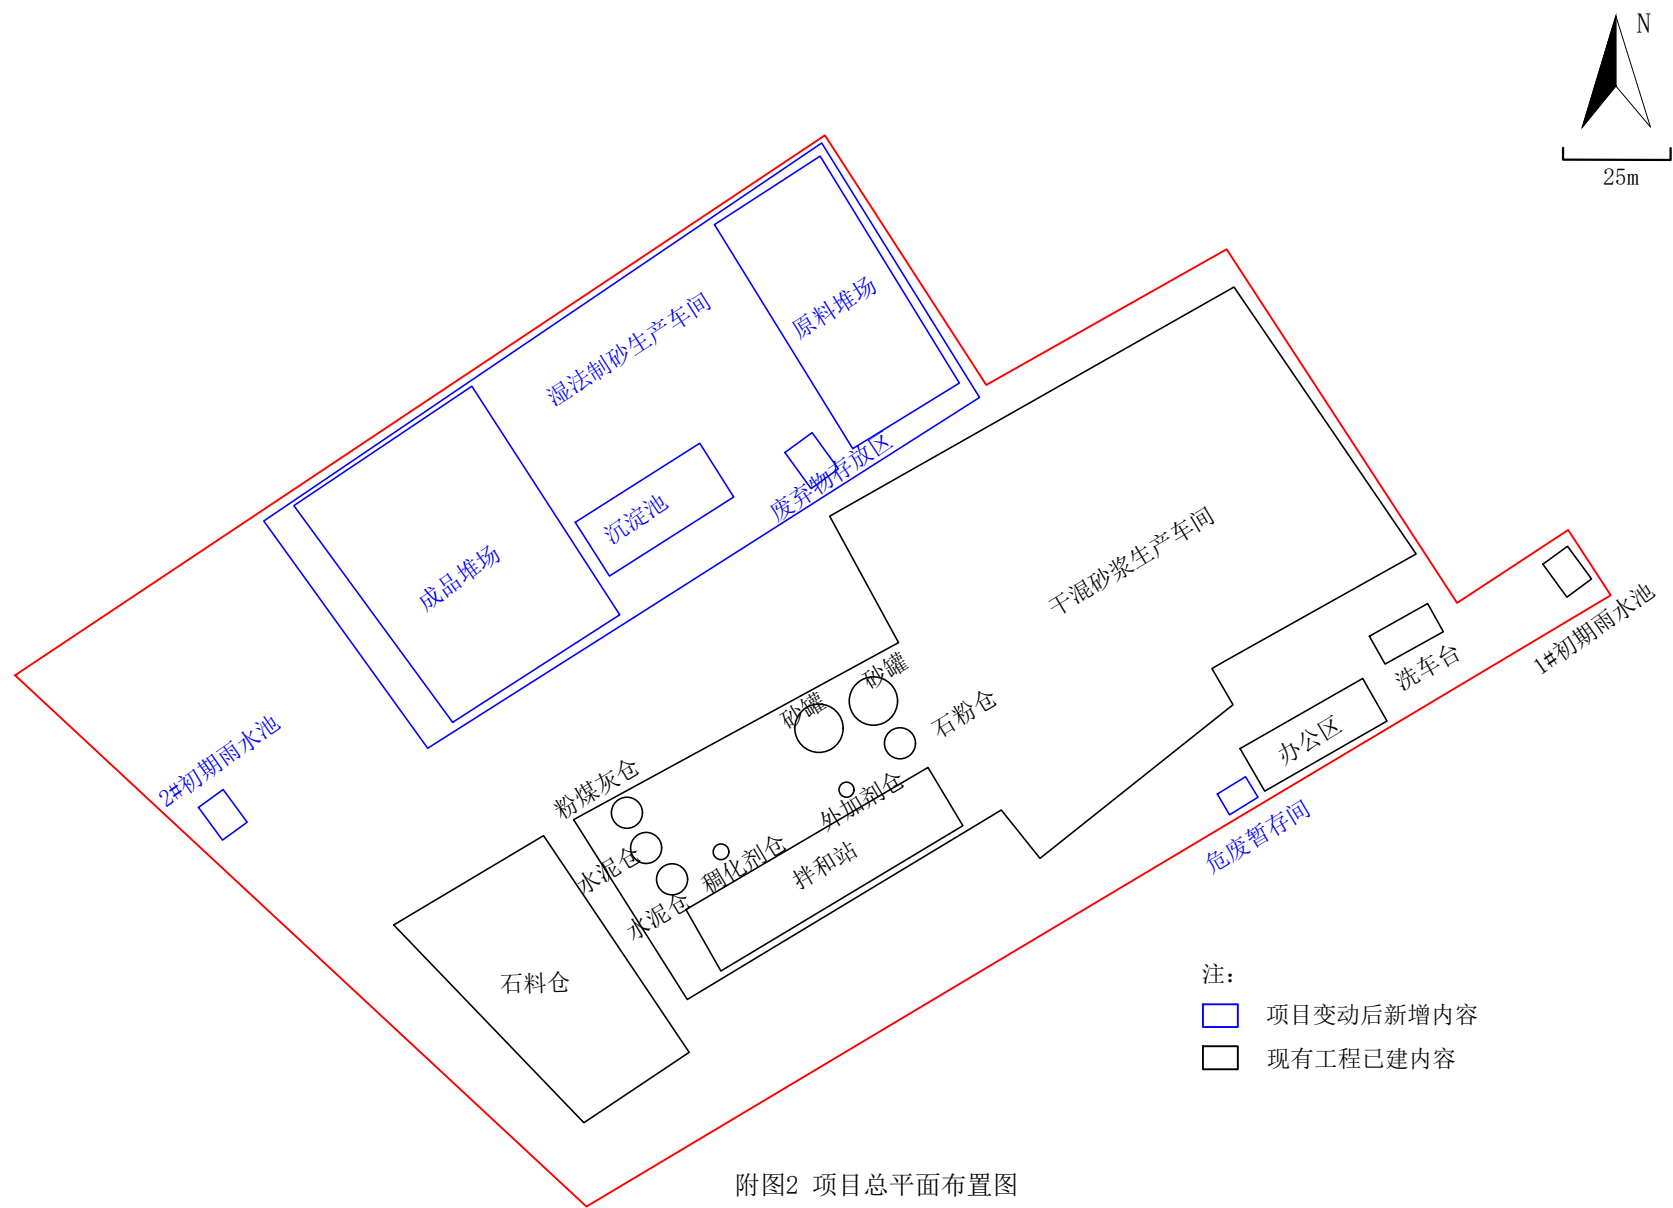 N
25m
原料堆场
湿法制砂生产车间
废弃物存放区
沉淀池
成品堆场
干混砂浆生产车间
1#初期雨水池
洗车台
砂罐
砂罐
石粉仓
办公区
2#初期雨水池
粉煤灰仓
外加剂仓
危废暂存间
水泥仓
稠化剂仓
拌和站
水泥仓
石料仓
注:
项目变动后新增内容
现有工程已建内容
附图2 项目总平面布置图